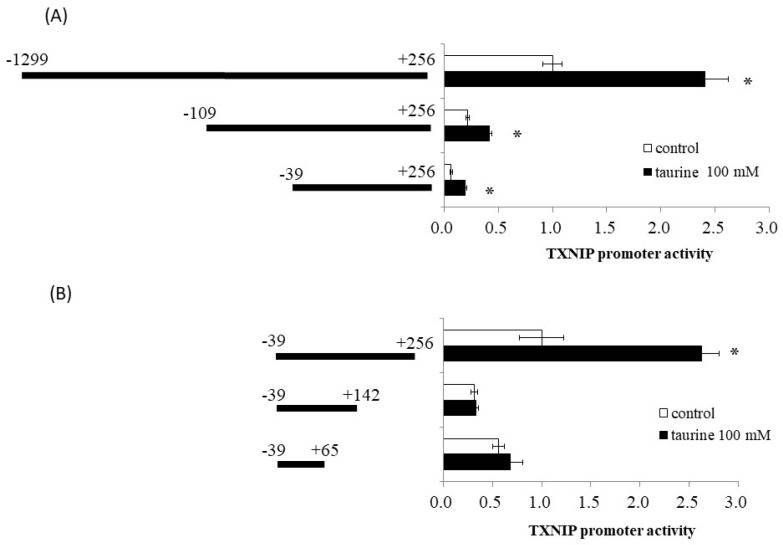 (A)
-1299 +256
*
-109 +256
*
control
-39 +256
taurine 100 mM
*
0.0 0.5 1.0 1.5 2.0 2.5 3.0
TXNIP promoter activity
(B)
-39 +256
*
-39 +142
control
taurine 100 mM
-39 +65
0.0 0.5 1.0 1.5 2.0 2.5 3.0
TXNIP promoter activity